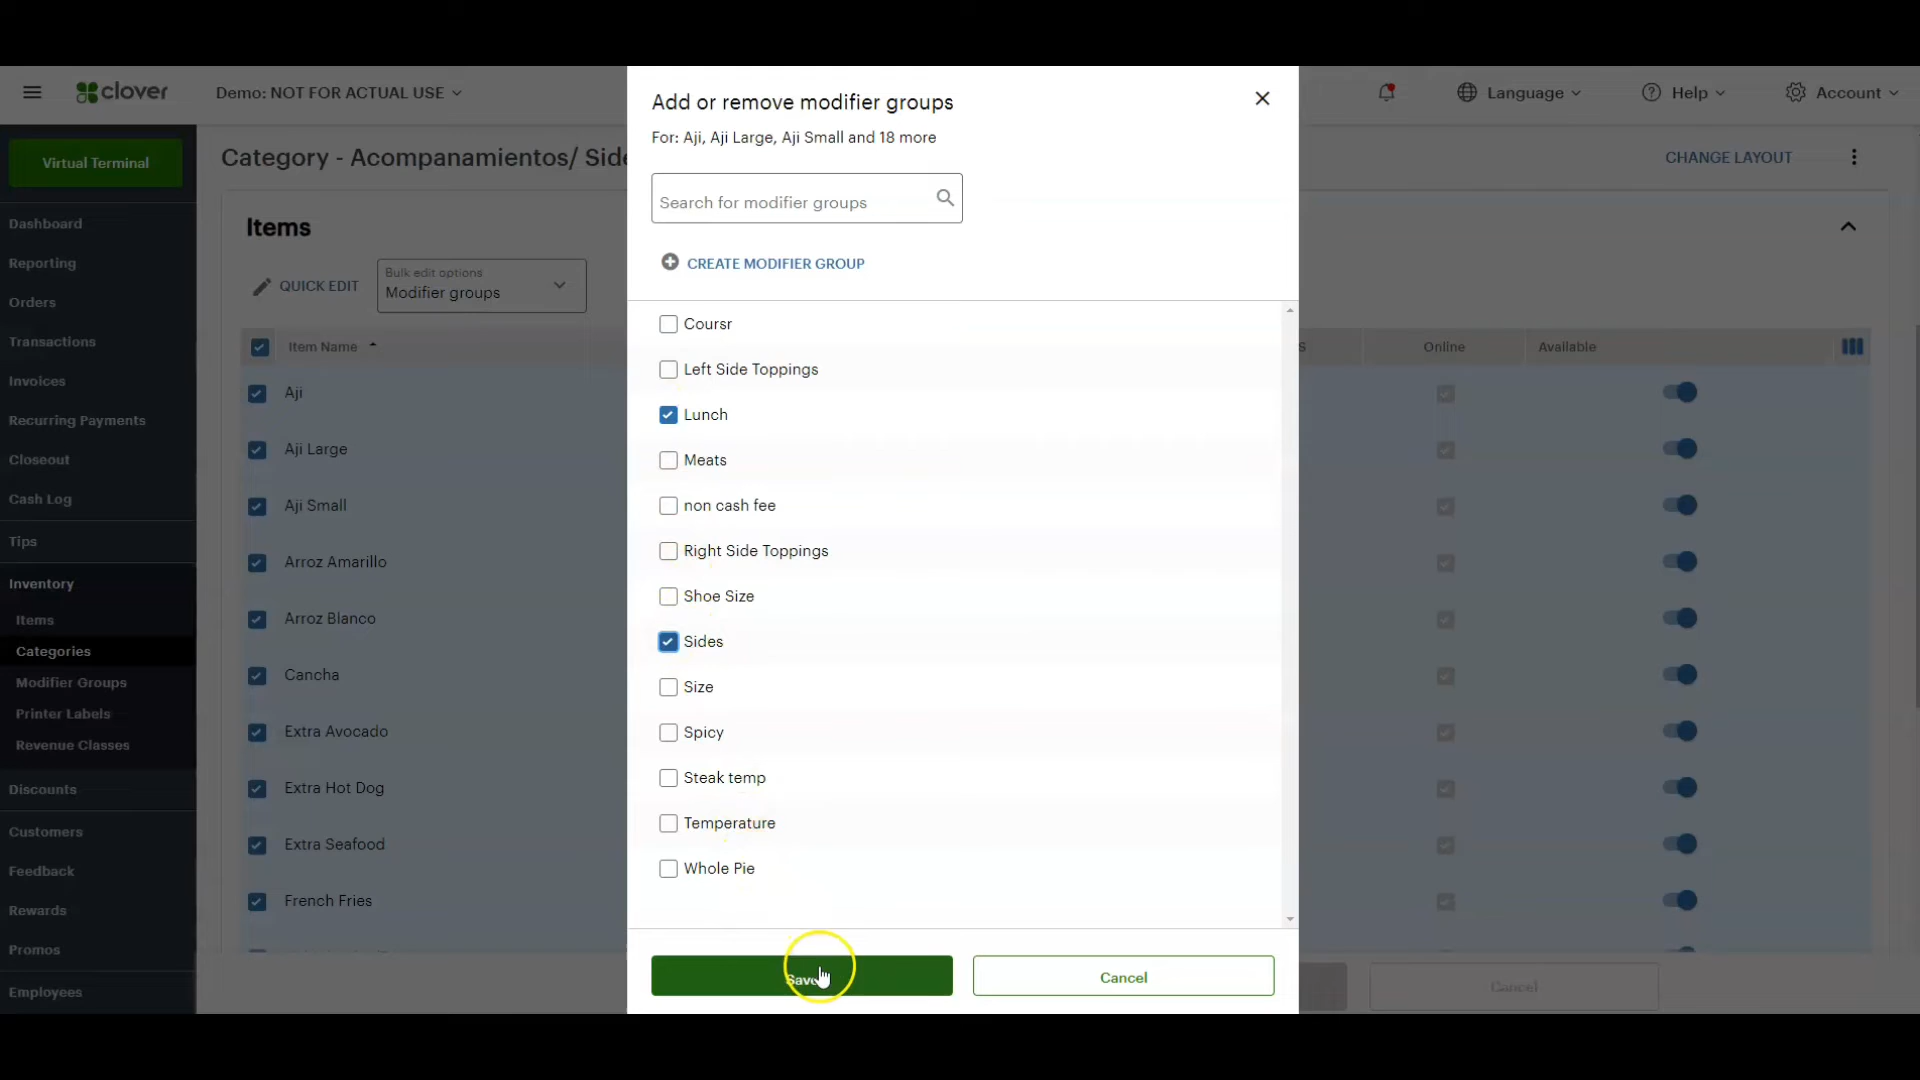 clover
Demo: NOT FOR ACTUAL USE
Language
Help
Account
Virtual Terminal
Dashboard
Reporting
Orders
Transactions
Invoices
Recurring Payments
Closeout
Cash Log
Tips
Inventory
Items
Categories
Modifier Groups
Printer Labels
Revenue Classes
Discounts
Customers
Feedback
Rewards
Promos
Employees
Category - Acompanamientos/ Side
CHANGE LAYOUT
Items
QUICK EDIT
Bulk edit options
Modifier groups
Item Name
S
Online
Available
Aji
Aji Large
Aji Small
Arroz Amarillo
Arroz Blanco
Cancha
Extra Avocado
Extra Hot Dog
Extra Seafood
French Fries
Cancel
Add or remove modifier groups
For: Aji, Aji Large, Aji Small and 18 more
Search for modifier groups
CREATE MODIFIER GROUP
Coursr
Left Side Toppings
Lunch
Meats
non cash fee
Right Side Toppings
Shoe Size
Sides
Size
Spicy
Steak temp
Temperature
Whole Pie
Save
Cancel